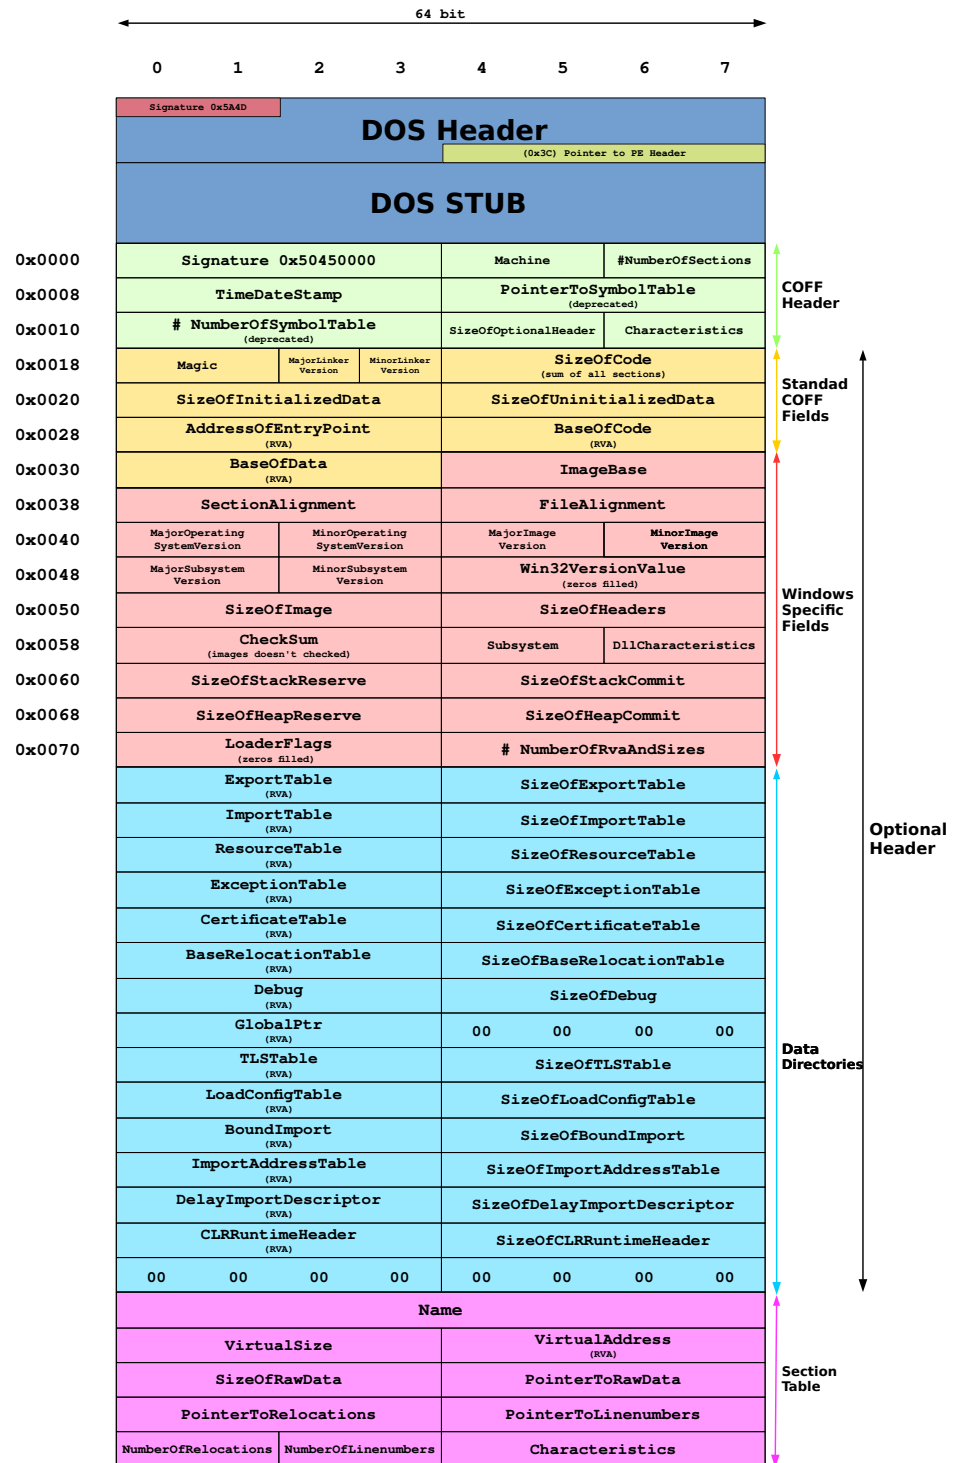 64 bit
0 1 2 3 4 5 6 7
Signature 0x5A4D
DOS Header
(0x3C) Pointer to PE Header
DOS STUB
0x0000 Signature 0x50450000 Machine #NumberOfSections
0x0008 TimeDateStamp PointerToSymbolTable
(deprecated)
COFF
Header
0x0010 # NumberOfSymbolTable SizeOfOptionalHeader Characteristics
(deprecated)
0x0018 Magic MajorLinker
Version MinorLinker
Version SizeOfCode
(sum of all sections)
0x0020 SizeOfInitializedData SizeOfUninitializedData
Standad
COFF
Fields
0x0028 AddressOfEntryPoint BaseOfCode
(RVA) (RVA)
0x0030 BaseOfData ImageBase
(RVA)
0x0038 SectionAlignment FileAlignment
0x0040 MajorOperating MinorOperating MajorImage MinorImage
SystemVersion SystemVersion Version Version
0x0048 MajorSubsystem MinorSubsystem Win32VersionValue
Version Version (zeros filled)
0x0050 SizeOfImage SizeOfHeaders
Windows
Specific
Fields
0x0058 CheckSum Subsystem DllCharacteristics
(images doesn't checked)
0x0060 SizeOfStackReserve SizeOfStackCommit
0x0068 SizeOfHeapReserve SizeOfHeapCommit
0x0070 LoaderFlags # NumberOfRvaAndSizes
(zeros filled)
ExportTable SizeOfExportTable
(RVA)
ImportTable SizeOfImportTable
(RVA)
Optional
Header
ResourceTable SizeOfResourceTable
(RVA)
ExceptionTable SizeOfExceptionTable
(RVA)
CertificateTable SizeOfCertificateTable
(RVA)
BaseRelocationTable SizeOfBaseRelocationTable
(RVA)
Debug SizeOfDebug
(RVA)
GlobalPtr 00 00 00 00
(RVA)
Data
Directories
TLSTable SizeOfTLSTable
(RVA)
LoadConfigTable SizeOfLoadConfigTable
(RVA)
BoundImport SizeOfBoundImport
(RVA)
ImportAddressTable SizeOfImportAddressTable
(RVA)
DelayImportDescriptor SizeOfDelayImportDescriptor
(RVA)
CLRRuntimeHeader SizeOfCLRRuntimeHeader
(RVA)
00 00 00 00 00 00 00 00
Name
VirtualSize VirtualAddress
(RVA)
SizeOfRawData PointerToRawData
Section
Table
PointerToRelocations PointerToLinenumbers
NumberOfRelocations NumberOfLinenumbers Characteristics